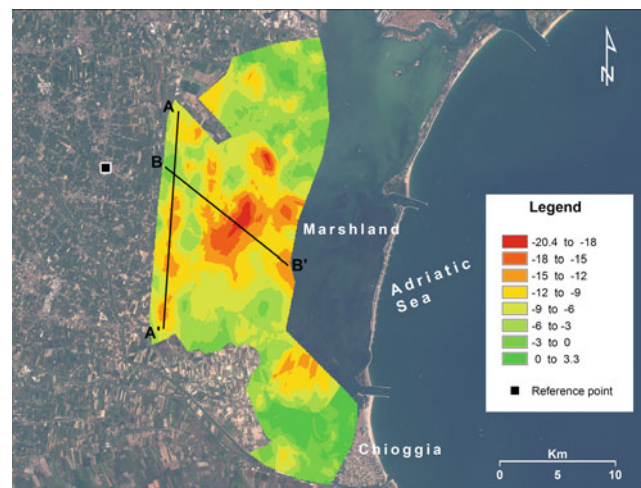 N
A
B
Marshland
B'
Adriatic
Sea
A'
Chioggia
Legend
-20.4 to -18
-18 to -15
-15 to -12
-12 to -9
-9 to -6
-6 to -3
-3 to 0
0 to 3.3
Reference point
Km
0 5 10